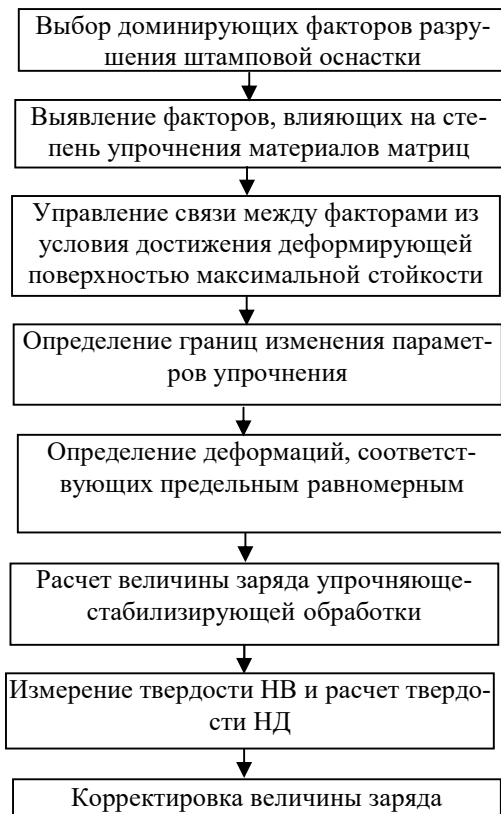 Выбор доминирующих факторов разру-
шения штамповой оснастки
Выявление факторов, влияющих на сте-
пень упрочнения материалов матриц
Управление связи между факторами из
условия достижения деформирующей
поверхностью максимальной стойкости
Определение границ изменения парамет-
ров упрочнения
Определение деформаций, соответст-
вующих предельным равномерным
Расчет величины заряда упрочняюще-
стабилизирующей обработки
Измерение твердости НВ и расчет твердо-
сти НД
Корректировка величины заряда